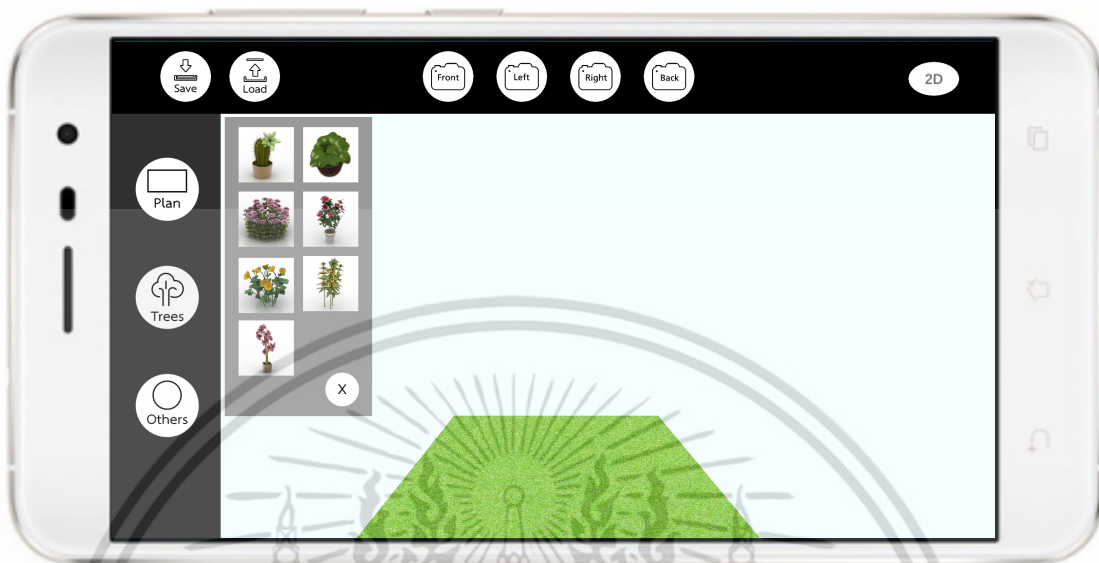 Save
Load
Front
Left
Right
Back
2D
Plan
Trees
Others
X